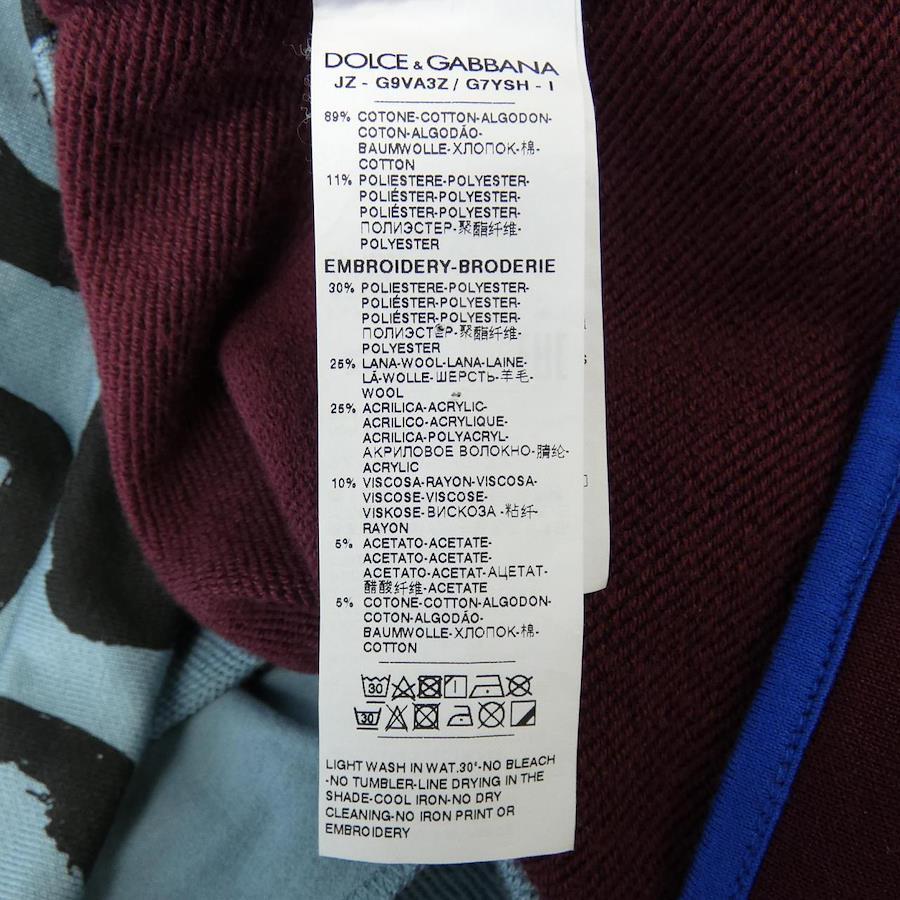 DOLCE & GABBANA
JZ - G9VA3Z / G7YSH - I
89% COTONE-COTTON-ALGODON-
COTON-ALGODÃO-
BAUMWOLLE-ХЛОПОК-棉-
COTTON
11% POLIESTERE-POLYESTER-
POLIÉSTER-POLYESTER-
POLIÉSTER-POLYESTER-
ПОЛИЭСТЕР-聚酯纤维-
POLYESTER
EMBROIDERY-BRODERIE
30% POLIESTERE-POLYESTER-
POLIÉSTER-POLYESTER-
POLIÉSTER-POLYESTER-
ПОЛИЭСТЕР-聚酯纤维-
POLYESTER
25% LANA-WOOL-LANA-LAINE-
LÃ-WOLLE-ШЕРСТЬ-羊毛-
WOOL
25% ACRILICA-ACRYLIC-
ACRILICO-ACRYLIQUE-
ACRILICA-POLYACRYL-
АКРИЛОВОЕ ВОЛОКНО-腈纶-
ACRYLIC
10% VISCOSA-RAYON-VISCOSA-
VISCOSE-VISCOSE-
VISKOSE-ВИСКОЗА -粘纤-
RAYON
5% ACETATO-ACETATE-
ACETATO-ACETATE-
ACETATO-ACETAT-АЦЕТАТ-
醋酸纤维-ACETATE
5% COTONE-COTTON-ALGODON-
COTON-ALGODÃO-
BAUMWOLLE-ХЛОПОК-棉-
COTTON
30
30
LIGHT WASH IN WAT.30°-NO BLEACH
-NO TUMBLER-LINE DRYING IN THE
SHADE-COOL IRON-NO DRY
CLEANING-NO IRON PRINT OR
EMBROIDERY